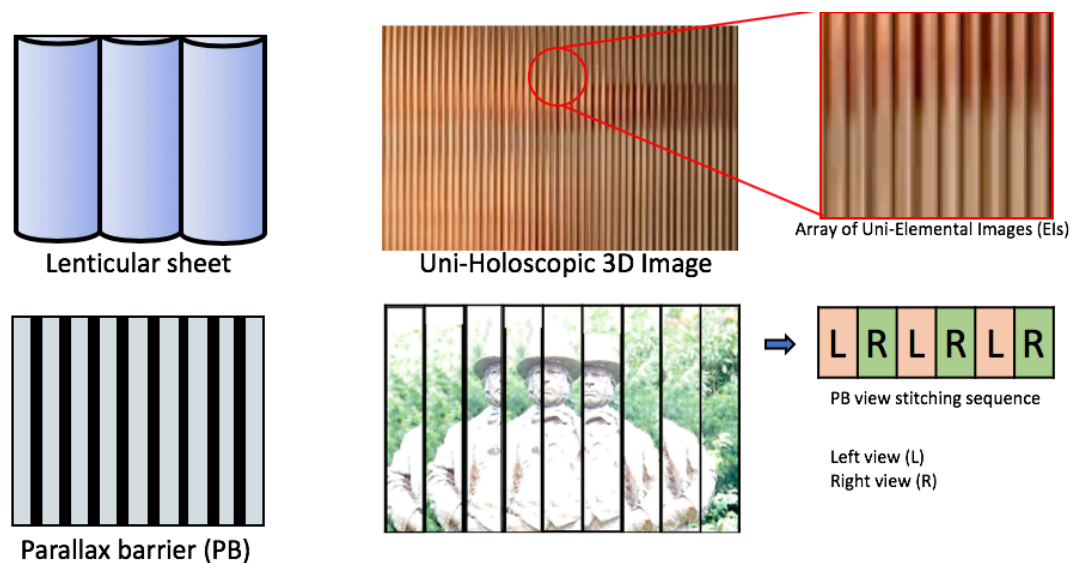 Lenticular sheet
Uni-Holoscopic 3D Image
Array of Uni-Elemental Images (EIs)
Parallax barrier (PB)
L R L R L R
PB view stitching sequence
Left view (L)
Right view (R)